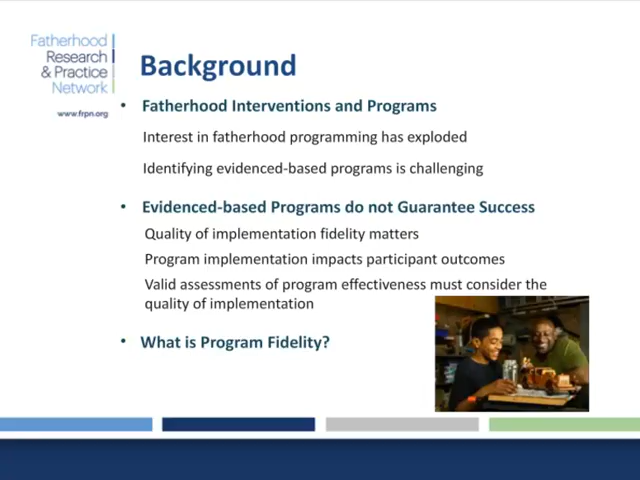 Fatherhood
Research
& Practice
Network
www.frpn.org
Background
• Fatherhood Interventions and Programs
Interest in fatherhood programming has exploded
Identifying evidenced-based programs is challenging
• Evidenced-based Programs do not Guarantee Success
Quality of implementation fidelity matters
Program implementation impacts participant outcomes
Valid assessments of program effectiveness must consider the
quality of implementation
• What is Program Fidelity?